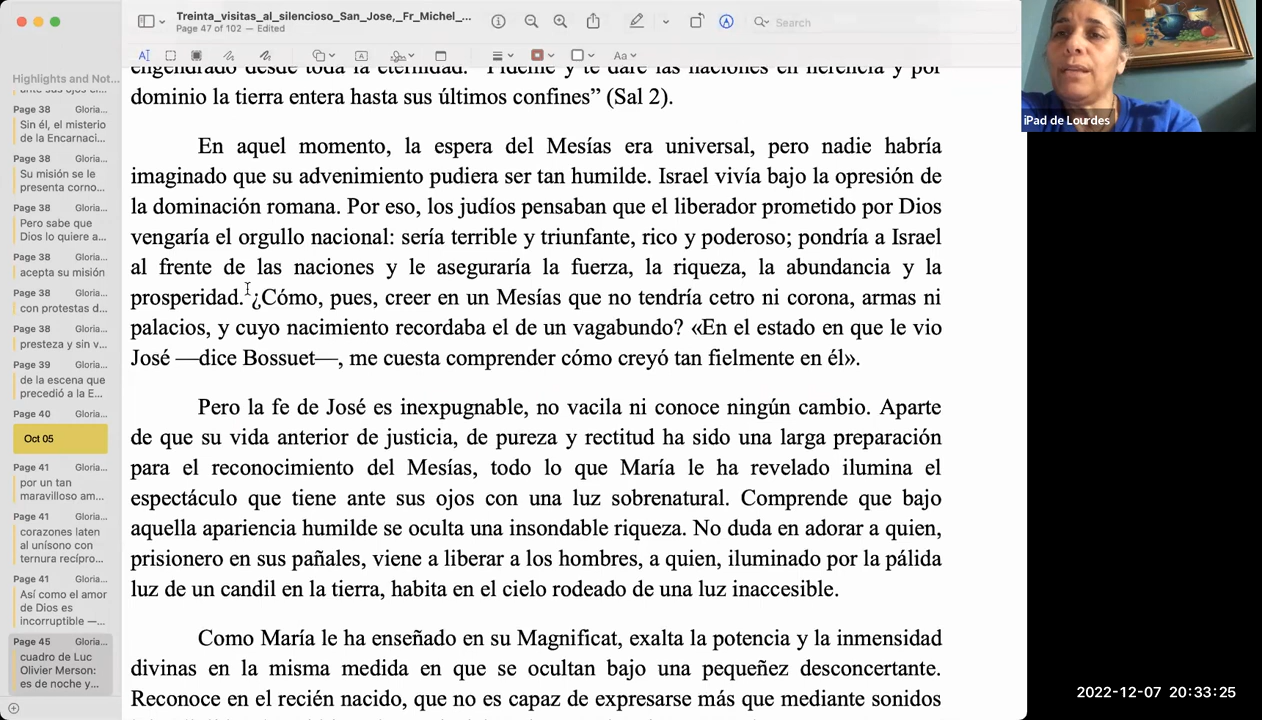 Treinta_visitas_al_silencioso_San_Jose,_Fr_Michel_...
Page 47 of 102 — Edited
Search
Aa
Highlights and Not...
Page 38 Gloria...
Sin él, el misterio
de la Encarnaci...
Page 38 Gloria...
Su misión se le
presenta corno...
Page 38 Gloria...
Pero sabe que
Dios lo quiere a...
Page 38 Gloria...
acepta su misión
Page 38 Gloria...
con protestas d...
Page 38 Gloria...
presteza y sin v...
Page 39 Gloria...
de la escena que
precedió a la E...
Page 40 Gloria...
Oct 05
Page 41 Gloria...
por un tan
maravilloso am...
Page 41 Gloria...
corazones laten
al unísono con
ternura recípro...
Page 41 Gloria...
Así como el amor
de Dios es
incorruptible —...
Page 45 Gloria...
cuadro de Luc
Olivier Merson:
es de noche y...
dominio la tierra entera hasta sus últimos confines” (Sal 2).
En aquel momento, la espera del Mesías era universal, pero nadie habría
imaginado que su advenimiento pudiera ser tan humilde. Israel vivía bajo la opresión de
la dominación romana. Por eso, los judíos pensaban que el liberador prometido por Dios
vengaría el orgullo nacional: sería terrible y triunfante, rico y poderoso; pondría a Israel
al frente de las naciones y le aseguraría la fuerza, la riqueza, la abundancia y la
prosperidad. ¿Cómo, pues, creer en un Mesías que no tendría cetro ni corona, armas ni
palacios, y cuyo nacimiento recordaba el de un vagabundo? «En el estado en que le vio
José —dice Bossuet—, me cuesta comprender cómo creyó tan fielmente en él».
Pero la fe de José es inexpugnable, no vacila ni conoce ningún cambio. Aparte
de que su vida anterior de justicia, de pureza y rectitud ha sido una larga preparación
para el reconocimiento del Mesías, todo lo que María le ha revelado ilumina el
espectáculo que tiene ante sus ojos con una luz sobrenatural. Comprende que bajo
aquella apariencia humilde se oculta una insondable riqueza. No duda en adorar a quien,
prisionero en sus pañales, viene a liberar a los hombres, a quien, iluminado por la pálida
luz de un candil en la tierra, habita en el cielo rodeado de una luz inaccesible.
Como María le ha enseñado en su Magnificat, exalta la potencia y la inmensidad
divinas en la misma medida en que se ocultan bajo una pequeñez desconcertante.
Reconoce en el recién nacido, que no es capaz de expresarse más que mediante sonidos
iPad de Lourdes
2022-12-07 20:33:25